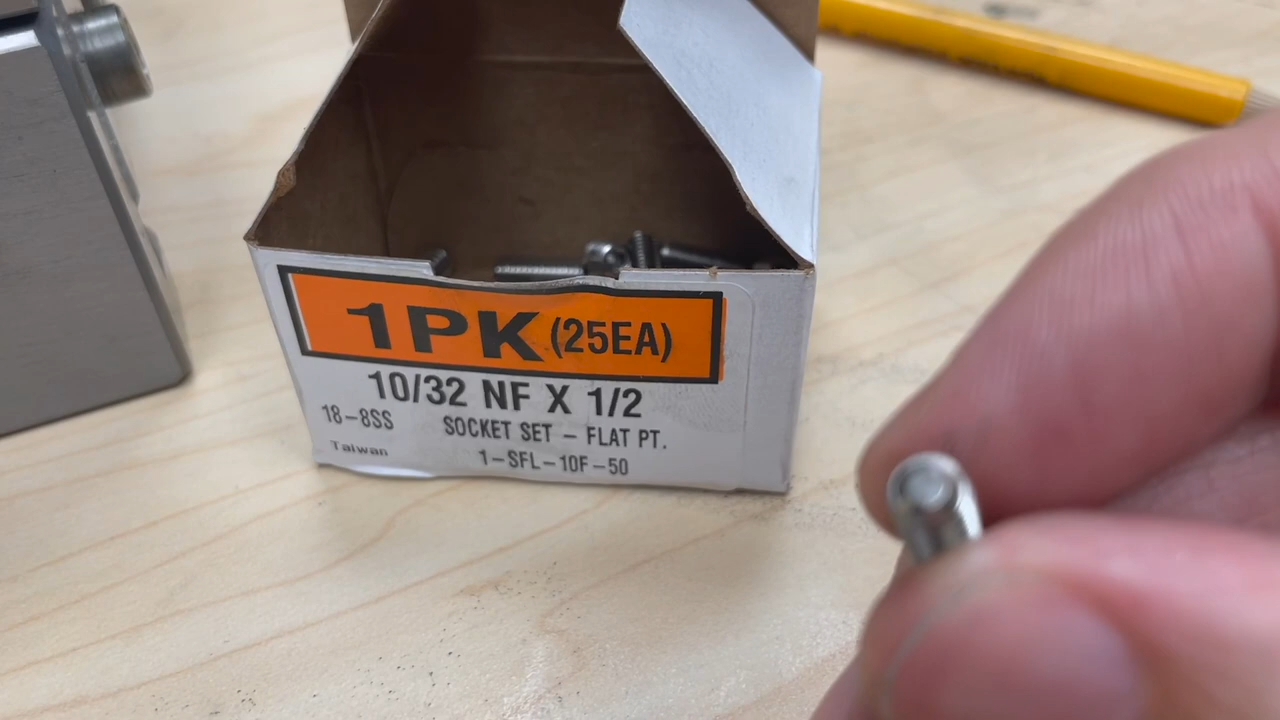 1PK (25EA)
10/32 NF X 1/2
18-8SS
SOCKET SET - FLAT PT.
Taiwan
1-SFL-10F-50